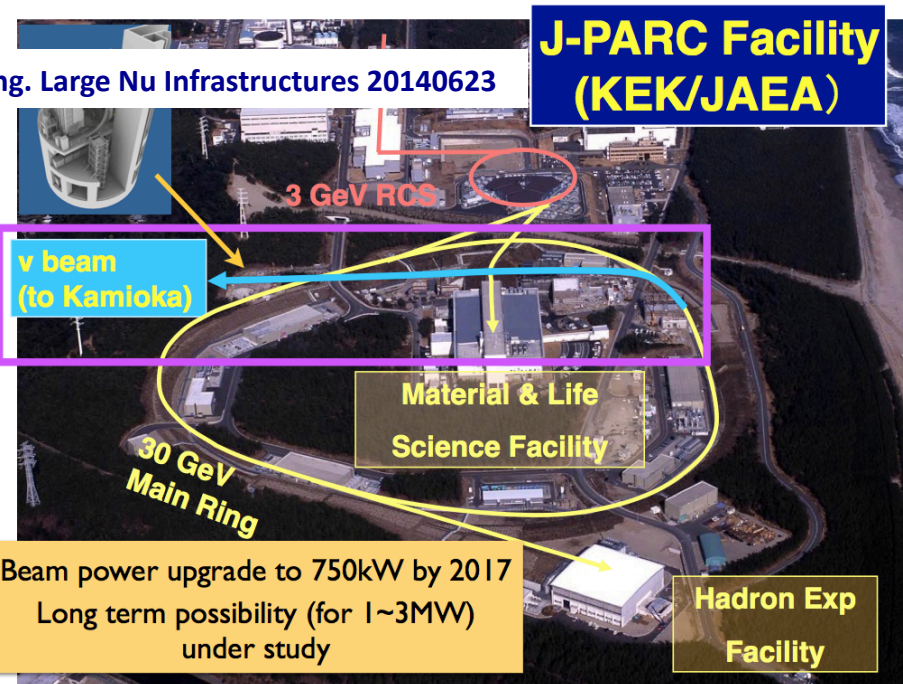 J-PARC Facility
(KEK/JAEA）
ng. Large Nu Infrastructures 20140623
3 GeV RCS
ν beam
(to Kamioka)
Material & Life
Science Facility
30 GeV
Main Ring
Beam power upgrade to 750kW by 2017
Long term possibility (for 1~3MW)
under study
Hadron Exp
Facility